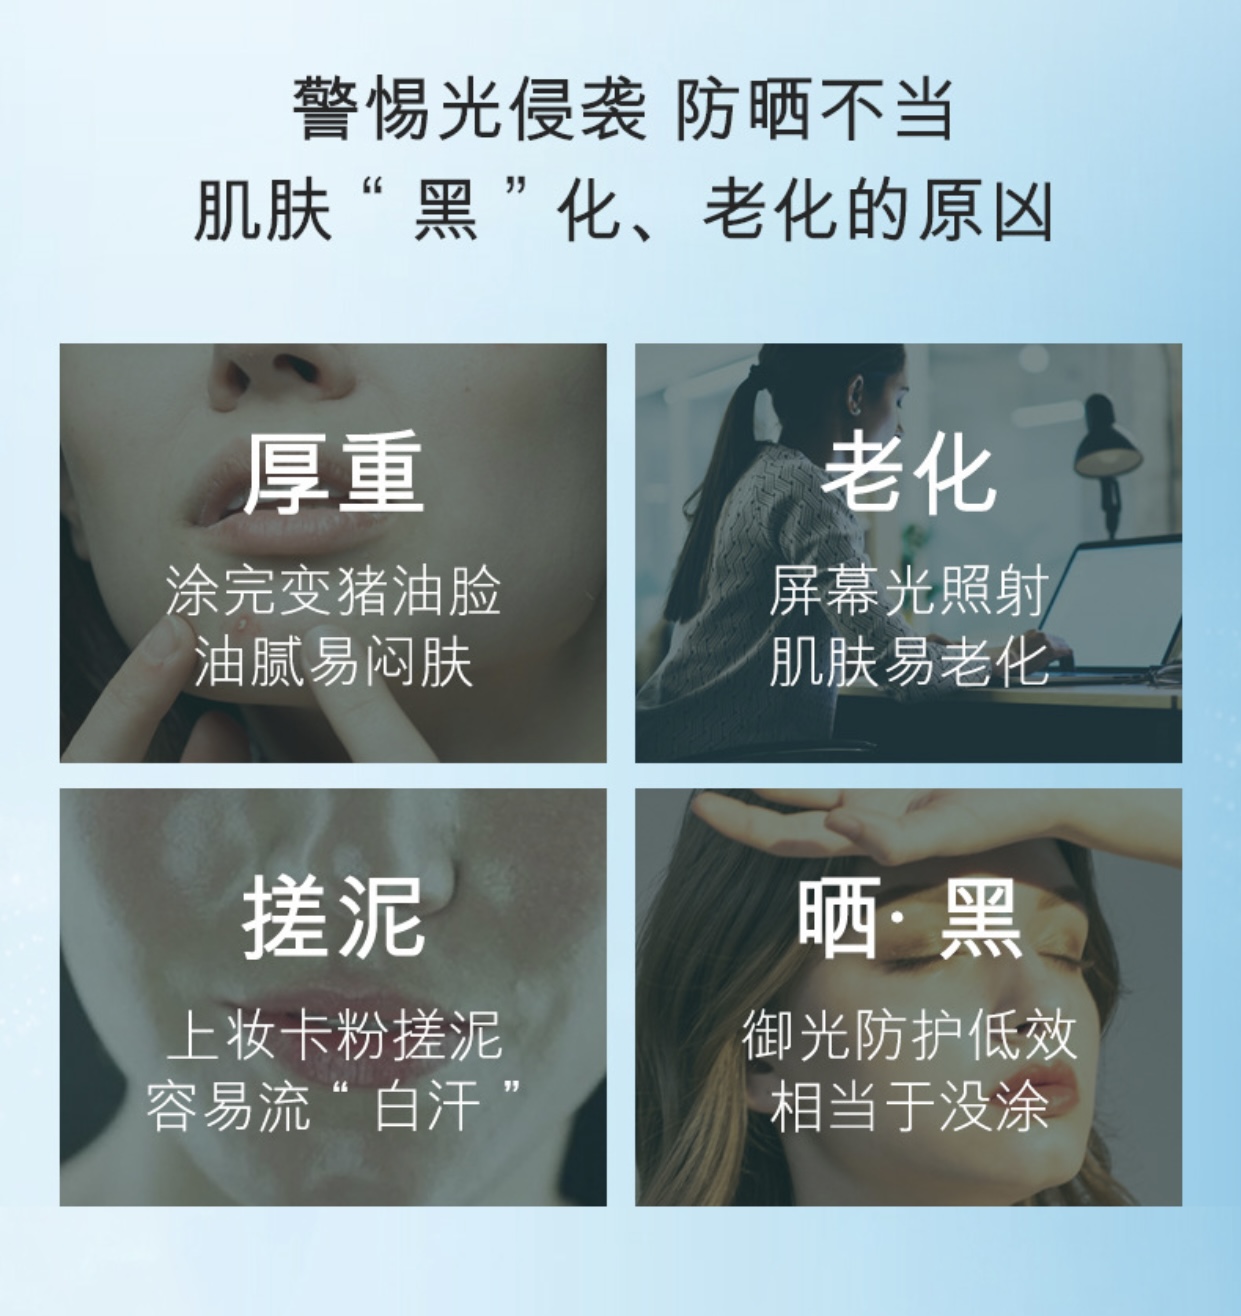 警惕光侵袭 防晒不当
肌肤“黑”化、老化的原凶
厚重
涂完变猪油脸
油腻易闷肤
老化
屏幕光照射
肌肤易老化
搓泥
上妆卡粉搓泥
容易流“白汗”
晒·黑
御光防护低效
相当于没涂